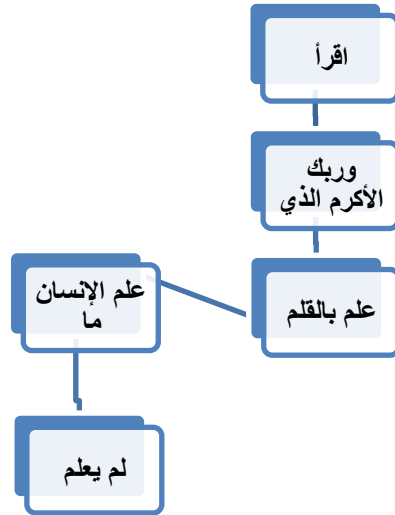 اقرأ
وربك
الأكرم الذي
علم بالقلم
علم الإنسان
ما
لم يعلم